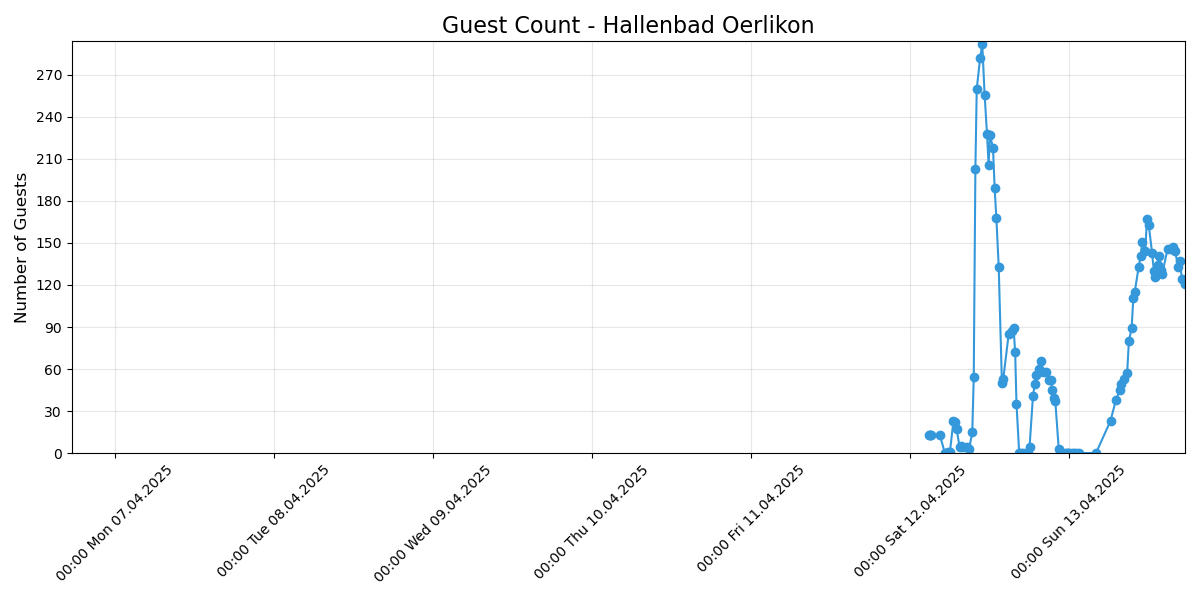 Guest Count - Hallenbad Oerlikon
Number of Guests
270
240
210
180
150
120
90
60
30
0
00:00 Mon 07.04.2025
00:00 Tue 08.04.2025
00:00 Wed 09.04.2025
00:00 Thu 10.04.2025
00:00 Fri 11.04.2025
00:00 Sat 12.04.2025
00:00 Sun 13.04.2025